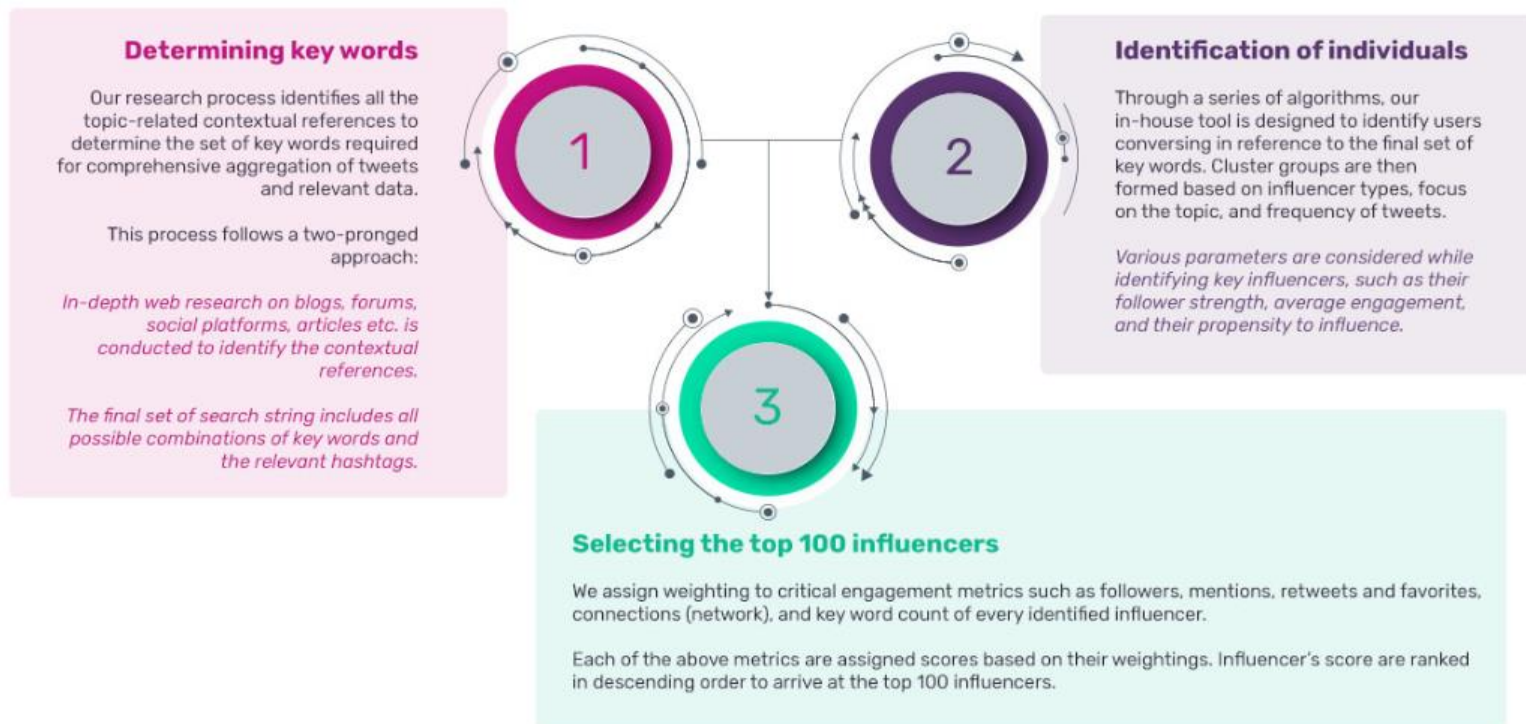 Determining key words
Our research process identifies all the
topic-related contextual references to
determine the set of key words required
for comprehensive aggregation of tweets
and relevant data.
This process follows a two-pronged
approach:
In-depth web research on blogs, forums,
social platforms, articles etc. is
conducted to identify the contextual
references.
The final set of search string includes all
possible combinations of key words and
the relevant hashtags.
1
2
Identification of individuals
Through a series of algorithms, our
in-house tool is designed to identify users
conversing in reference to the final set of
key words. Cluster groups are then
formed based on influencer types, focus
on the topic, and frequency of tweets.
Various parameters are considered while
identifying key influencers, such as their
follower strength, average engagement,
and their propensity to influence.
3
Selecting the top 100 influencers
We assign weighting to critical engagement metrics such as followers, mentions, retweets and favorites,
connections (network), and key word count of every identified influencer.
Each of the above metrics are assigned scores based on their weightings. Influencer's score are ranked
in descending order to arrive at the top 100 influencers.